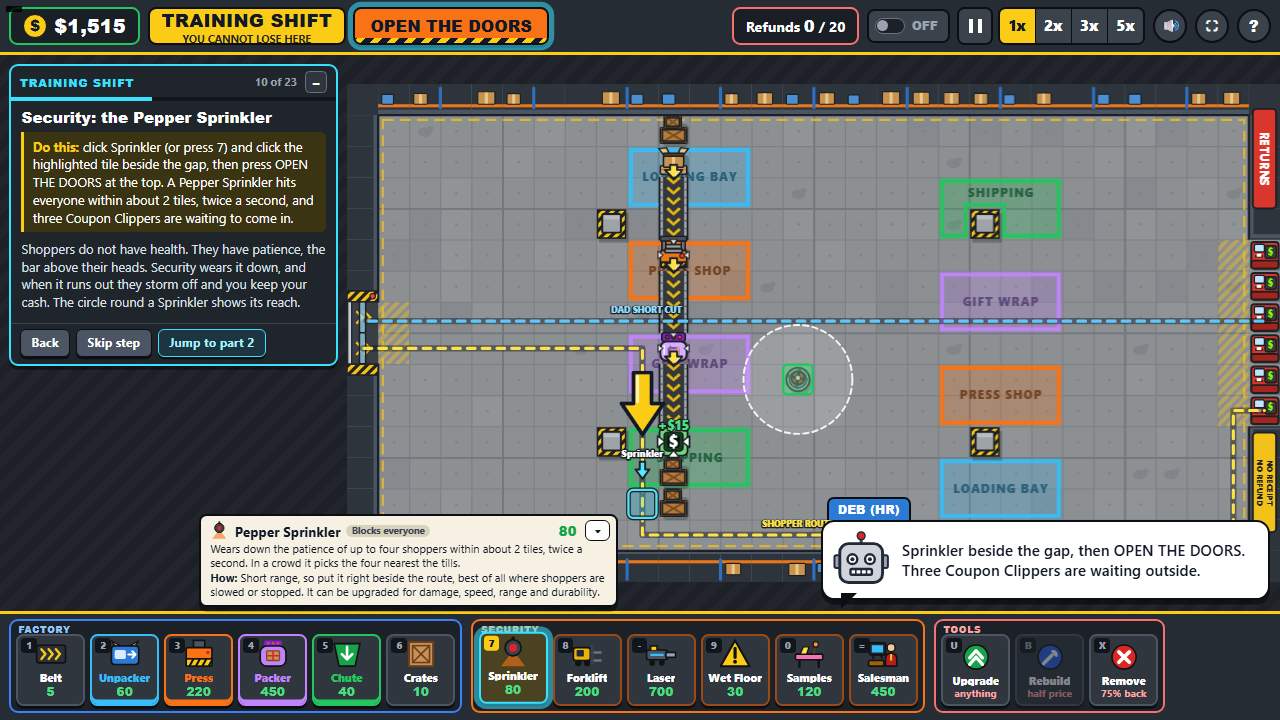 $1,515
TRAINING SHIFT
YOU CANNOT LOSE HERE
OPEN THE DOORS
Refunds 0 / 20
OFF
1x 2x 3x 5x
?
TRAINING SHIFT
10 of 23
Security: the Pepper Sprinkler
Do this: click Sprinkler (or press 7) and click the
highlighted tile beside the gap, then press OPEN
THE DOORS at the top. A Pepper Sprinkler hits
everyone within about 2 tiles, twice a second, and
three Coupon Clippers are waiting to come in.
Shoppers do not have health. They have patience, the
bar above their heads. Security wears it down, and
when it runs out they storm off and you keep your
cash. The circle round a Sprinkler shows its reach.
Back
Skip step
Jump to part 2
SHIPPING
GIFT WRAP
PRESS SHOP
LOADING BAY
DAD SHORT CUT
+$15
Sprinkler
RETURNS
NO RECEIPT
NO REFUND
Pepper Sprinkler
Blocks everyone
80
Wears down the patience of up to four shoppers within about 2 tiles, twice a
second. In a crowd it picks the four nearest the tills.
How: Short range, so put it right beside the route, best of all where shoppers are
slowed or stopped. It can be upgraded for damage, speed, range and durability.
DEB (HR)
Sprinkler beside the gap, then OPEN THE DOORS.
Three Coupon Clippers are waiting outside.
FACTORY
1 Belt 5
2 Unpacker 60
3 Press 220
4 Packer 450
5 Chute 40
6 Crates 10
SECURITY
7 Sprinkler 80
8 Forklift 200
- Laser 700
9 Wet Floor 30
0 Samples 120
= Salesman 450
TOOLS
U Upgrade anything
B Rebuild half price
X Remove 75% back